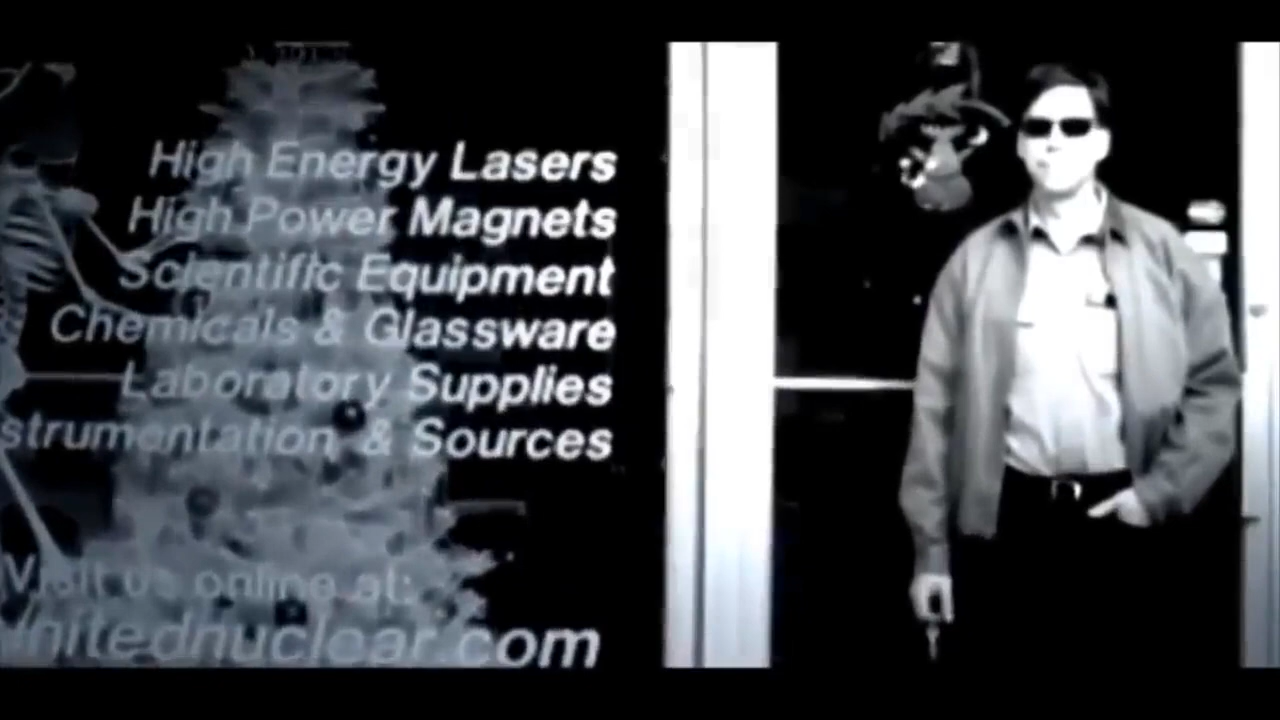 High Energy Lasers
High Power Magnets
Scientific Equipment
Chemicals & Glassware
Laboratory Supplies
strumentation & Sources
Visit us online at:
unitednuclear.com